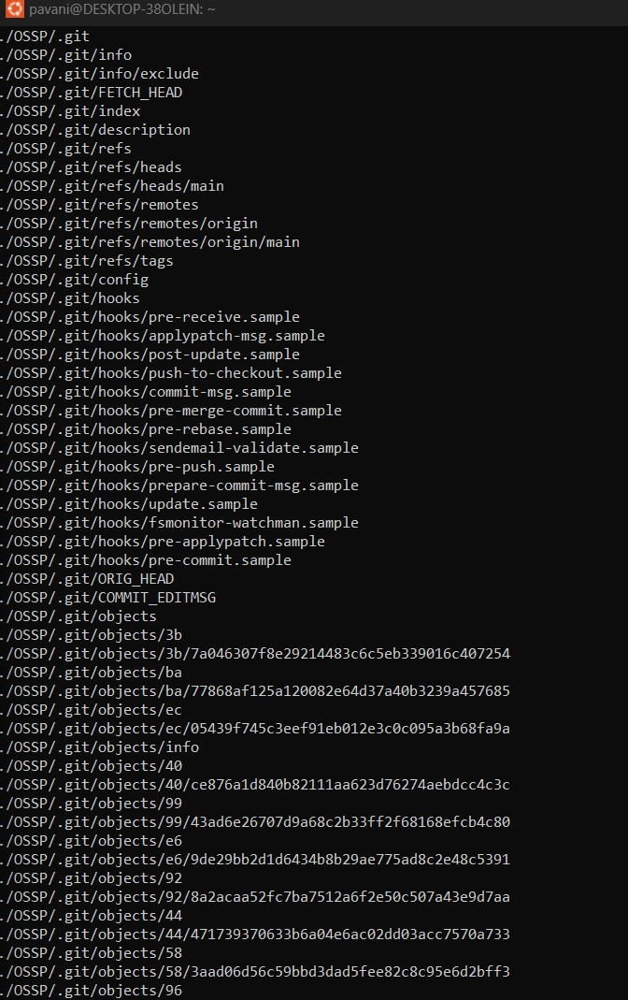 pavani@DESKTOP-38OLEIN: ~
./OSSP/.git
./OSSP/.git/info
./OSSP/.git/info/exclude
./OSSP/.git/FETCH_HEAD
./OSSP/.git/index
./OSSP/.git/description
./OSSP/.git/refs
./OSSP/.git/refs/heads
./OSSP/.git/refs/heads/main
./OSSP/.git/refs/remotes
./OSSP/.git/refs/remotes/origin
./OSSP/.git/refs/remotes/origin/main
./OSSP/.git/refs/tags
./OSSP/.git/config
./OSSP/.git/hooks
./OSSP/.git/hooks/pre-receive.sample
./OSSP/.git/hooks/applypatch-msg.sample
./OSSP/.git/hooks/post-update.sample
./OSSP/.git/hooks/push-to-checkout.sample
./OSSP/.git/hooks/commit-msg.sample
./OSSP/.git/hooks/pre-merge-commit.sample
./OSSP/.git/hooks/pre-rebase.sample
./OSSP/.git/hooks/sendemail-validate.sample
./OSSP/.git/hooks/pre-push.sample
./OSSP/.git/hooks/prepare-commit-msg.sample
./OSSP/.git/hooks/update.sample
./OSSP/.git/hooks/fsmonitor-watchman.sample
./OSSP/.git/hooks/pre-applypatch.sample
./OSSP/.git/hooks/pre-commit.sample
./OSSP/.git/ORIG_HEAD
./OSSP/.git/COMMIT_EDITMSG
./OSSP/.git/objects
./OSSP/.git/objects/3b
./OSSP/.git/objects/3b/7a046307f8e29214483c6c5eb339016c407254
./OSSP/.git/objects/ba
./OSSP/.git/objects/ba/77868af125a120082e64d37a40b3239a457685
./OSSP/.git/objects/ec
./OSSP/.git/objects/ec/05439f745c3eef91eb012e3c0c095a3b68fa9a
./OSSP/.git/objects/info
./OSSP/.git/objects/40
./OSSP/.git/objects/40/ce876a1d840b82111aa623d76274aebdcc4c3c
./OSSP/.git/objects/99
./OSSP/.git/objects/99/43ad6e26707d9a68c2b33ff2f68168efcb4c80
./OSSP/.git/objects/e6
./OSSP/.git/objects/e6/9de29bb2d1d6434b8b29ae775ad8c2e48c5391
./OSSP/.git/objects/92
./OSSP/.git/objects/92/8a2acaa52fc7ba7512a6f2e50c507a43e9d7aa
./OSSP/.git/objects/44
./OSSP/.git/objects/44/471739370633b6a04e6ac02dd03acc7570a733
./OSSP/.git/objects/58
./OSSP/.git/objects/58/3aad06d56c59bbd3dad5fee82c8c95e6d2bff3
./OSSP/.git/objects/96